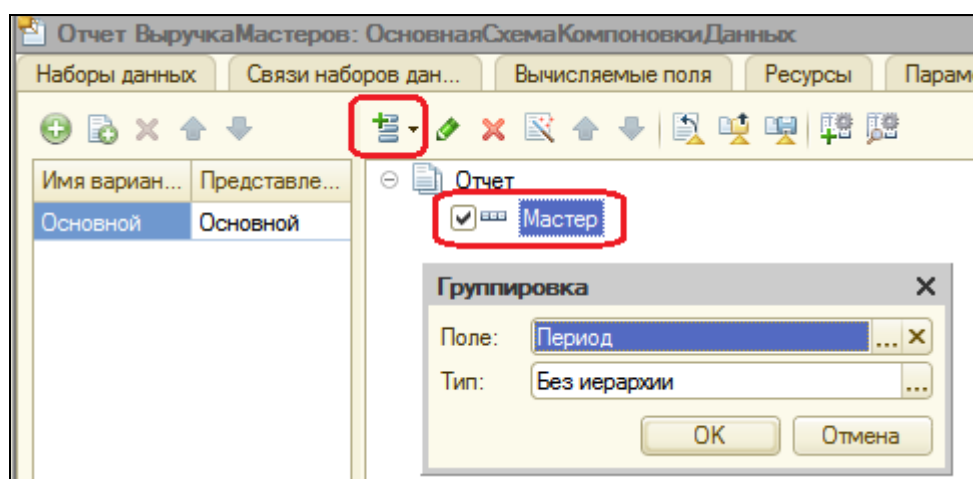 Отчет ВыручкаМастеров: ОсновнаяСхемаКомпоновкиДанных
Наборы данных Связи наборов дан... Вычисляемые поля Ресурсы Парам
Имя вариан... Представле...
Основной Основной
Отчет
Мастер
Группировка
Поле: Период ...
Тип: Без иерархии ...
ОК Отмена